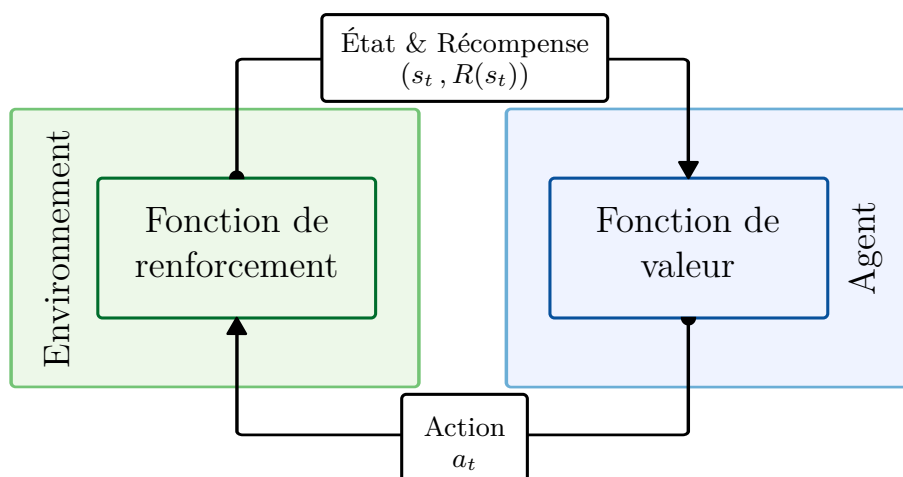 État & Récompense
(s_t , R(s_t))
Environnement
Fonction de
renforcement
Fonction de
valeur
Agent
Action
a_t